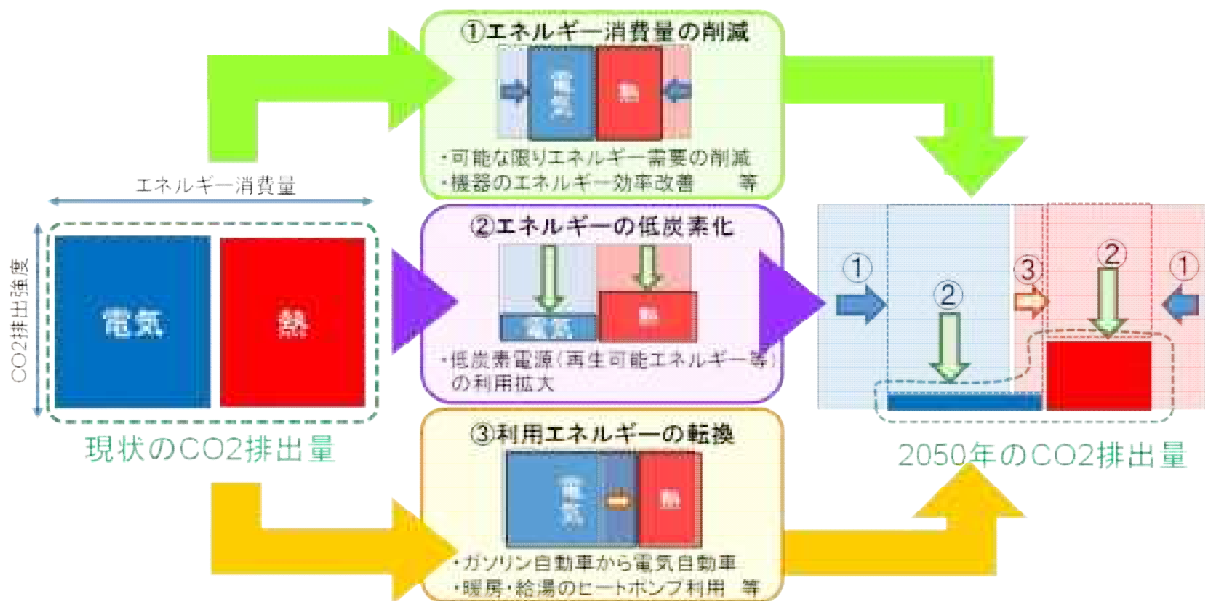 エネルギー消費量
CO2排出強度
電気
熱
現状のCO2排出量
①エネルギー消費量の削減
電気
熱
・可能な限りエネルギー需要の削減
・機器のエネルギー効率改善 等
②エネルギーの低炭素化
電気
熱
・低炭素電源(再生可能エネルギー等)
の利用拡大
③利用エネルギーの転換
電気
熱
・ガソリン自動車から電気自動車
・暖房・給湯のヒートポンプ利用 等
①
②
③
②
①
2050年のCO2排出量